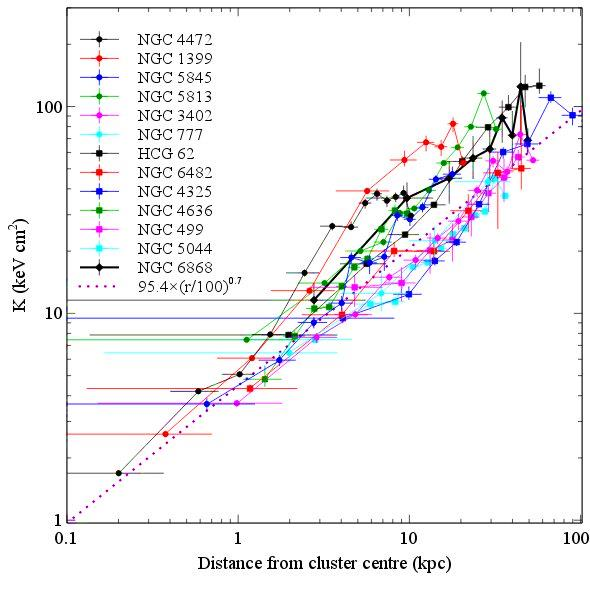 NGC 4472
NGC 1399
NGC 5845
NGC 5813
NGC 3402
NGC 777
HCG 62
NGC 6482
NGC 4325
NGC 4636
NGC 499
NGC 5044
NGC 6868
95.4×(r/100)^0.7
100
10
1
K (keV cm²)
0.1
1
10
100
Distance from cluster centre (kpc)